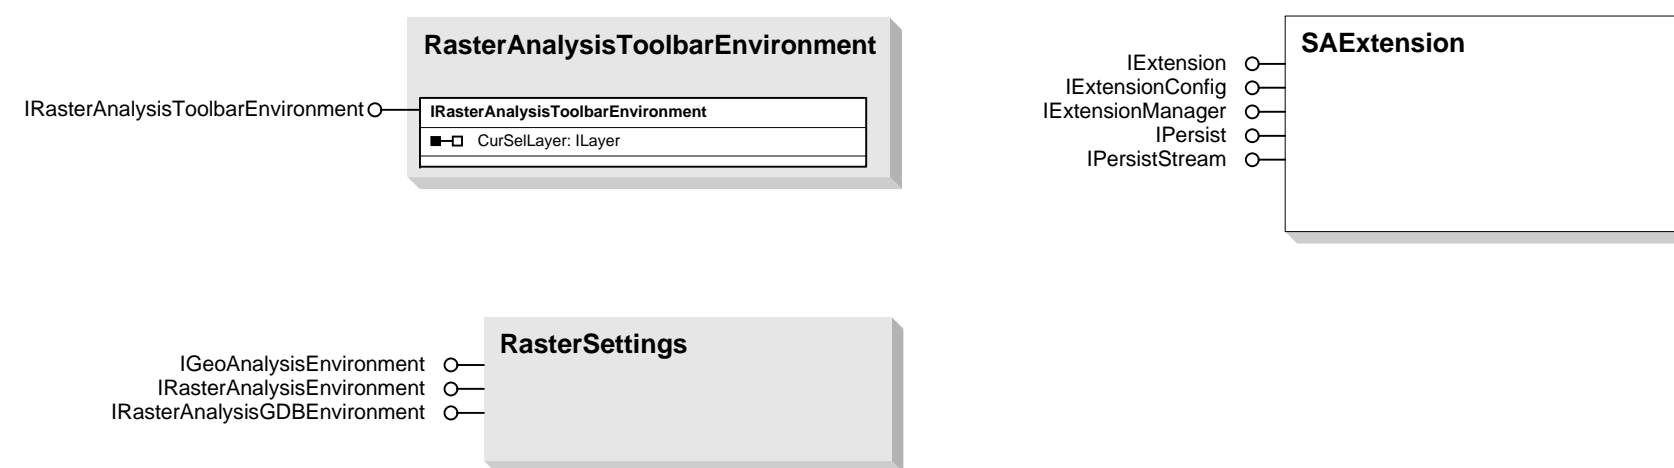 RasterAnalysisToolbarEnvironment
IRasterAnalysisToolbarEnvironment
IRasterAnalysisToolbarEnvironment
CurSelLayer: ILayer
SAExtension
IExtension
IExtensionConfig
IExtensionManager
IPersist
IPersistStream
RasterSettings
IGeoAnalysisEnvironment
IRasterAnalysisEnvironment
IRasterAnalysisGDBEnvironment